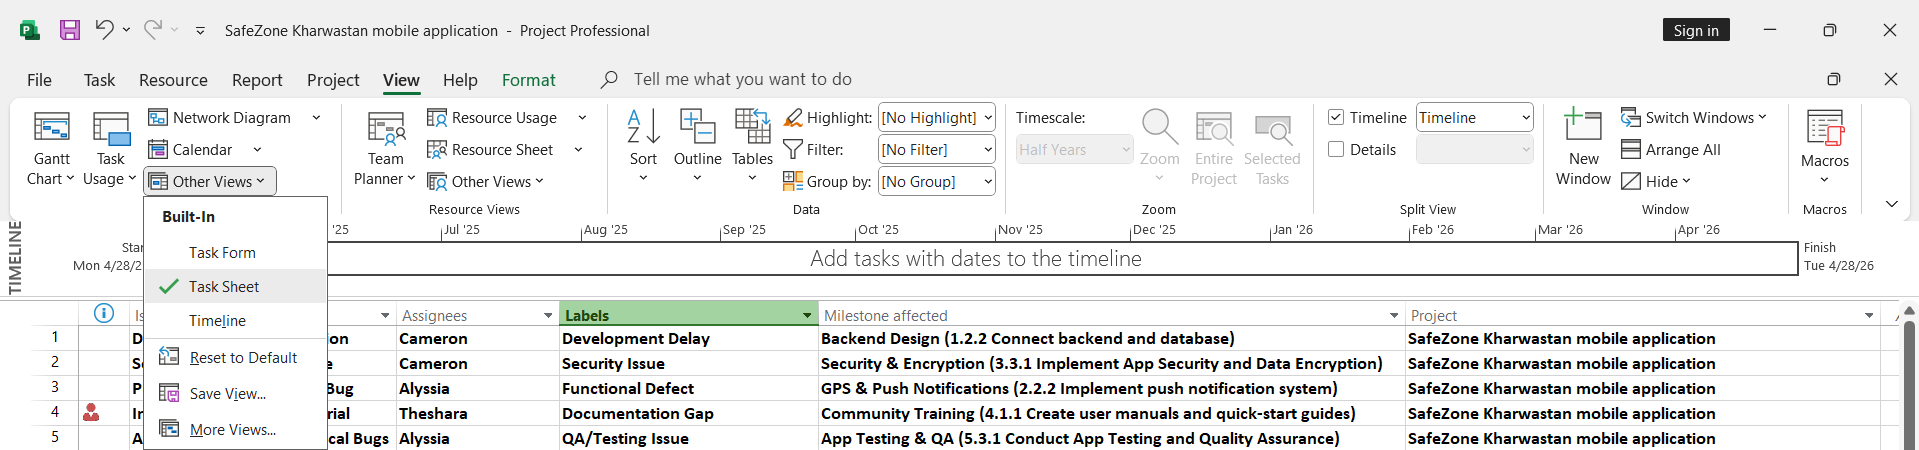 SafeZone Kharwastan mobile application - Project Professional
Sign in
File Task Resource Report Project View Help Format Tell me what you want to do
Gantt Chart
Task Usage
Network Diagram
Calendar
Other Views
Team Planner
Resource Usage
Resource Sheet
Other Views
Resource Views
Sort
Outline
Tables
Highlight: [No Highlight]
Filter: [No Filter]
Group by: [No Group]
Data
Timescale:
Half Years
Zoom
Entire Project
Selected Tasks
Zoom
Timeline Timeline
Details
Split View
New Window
Switch Windows
Arrange All
Hide
Window
Macros
Macros
Built-In
Task Form
Task Sheet
Timeline
Reset to Default
Save View...
More Views...
TIMELINE
'25 Jul '25 Aug '25 Sep '25 Oct '25 Nov '25 Dec '25 Jan '26 Feb '26 Mar '26 Apr '26
Mon 4/28/2
Add tasks with dates to the timeline
Finish
Tue 4/28/26
Assignees Labels Milestone affected Project
1 Cameron Development Delay Backend Design (1.2.2 Connect backend and database) SafeZone Kharwastan mobile application
2 Cameron Security Issue Security & Encryption (3.3.1 Implement App Security and Data Encryption) SafeZone Kharwastan mobile application
3 Bug Alyssia Functional Defect GPS & Push Notifications (2.2.2 Implement push notification system) SafeZone Kharwastan mobile application
4 Theshara Documentation Gap Community Training (4.1.1 Create user manuals and quick-start guides) SafeZone Kharwastan mobile application
5 cal Bugs Alyssia QA/Testing Issue App Testing & QA (5.3.1 Conduct App Testing and Quality Assurance) SafeZone Kharwastan mobile application